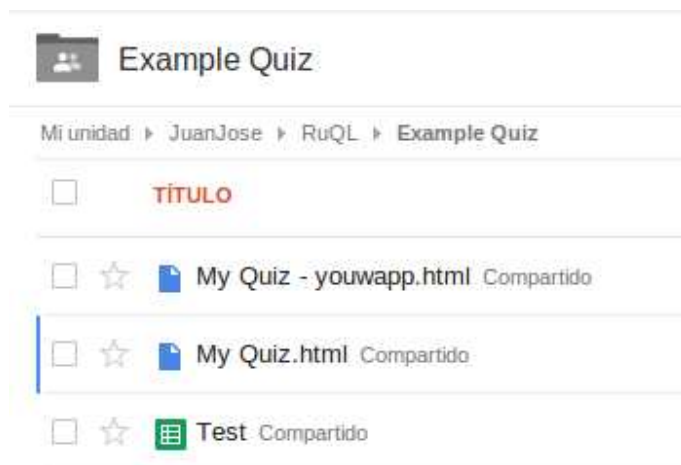 Example Quiz
Mi unidad JuanJose RuQL Example Quiz
TÍTULO
My Quiz - youwapp.html Compartido
My Quiz.html Compartido
Test Compartido